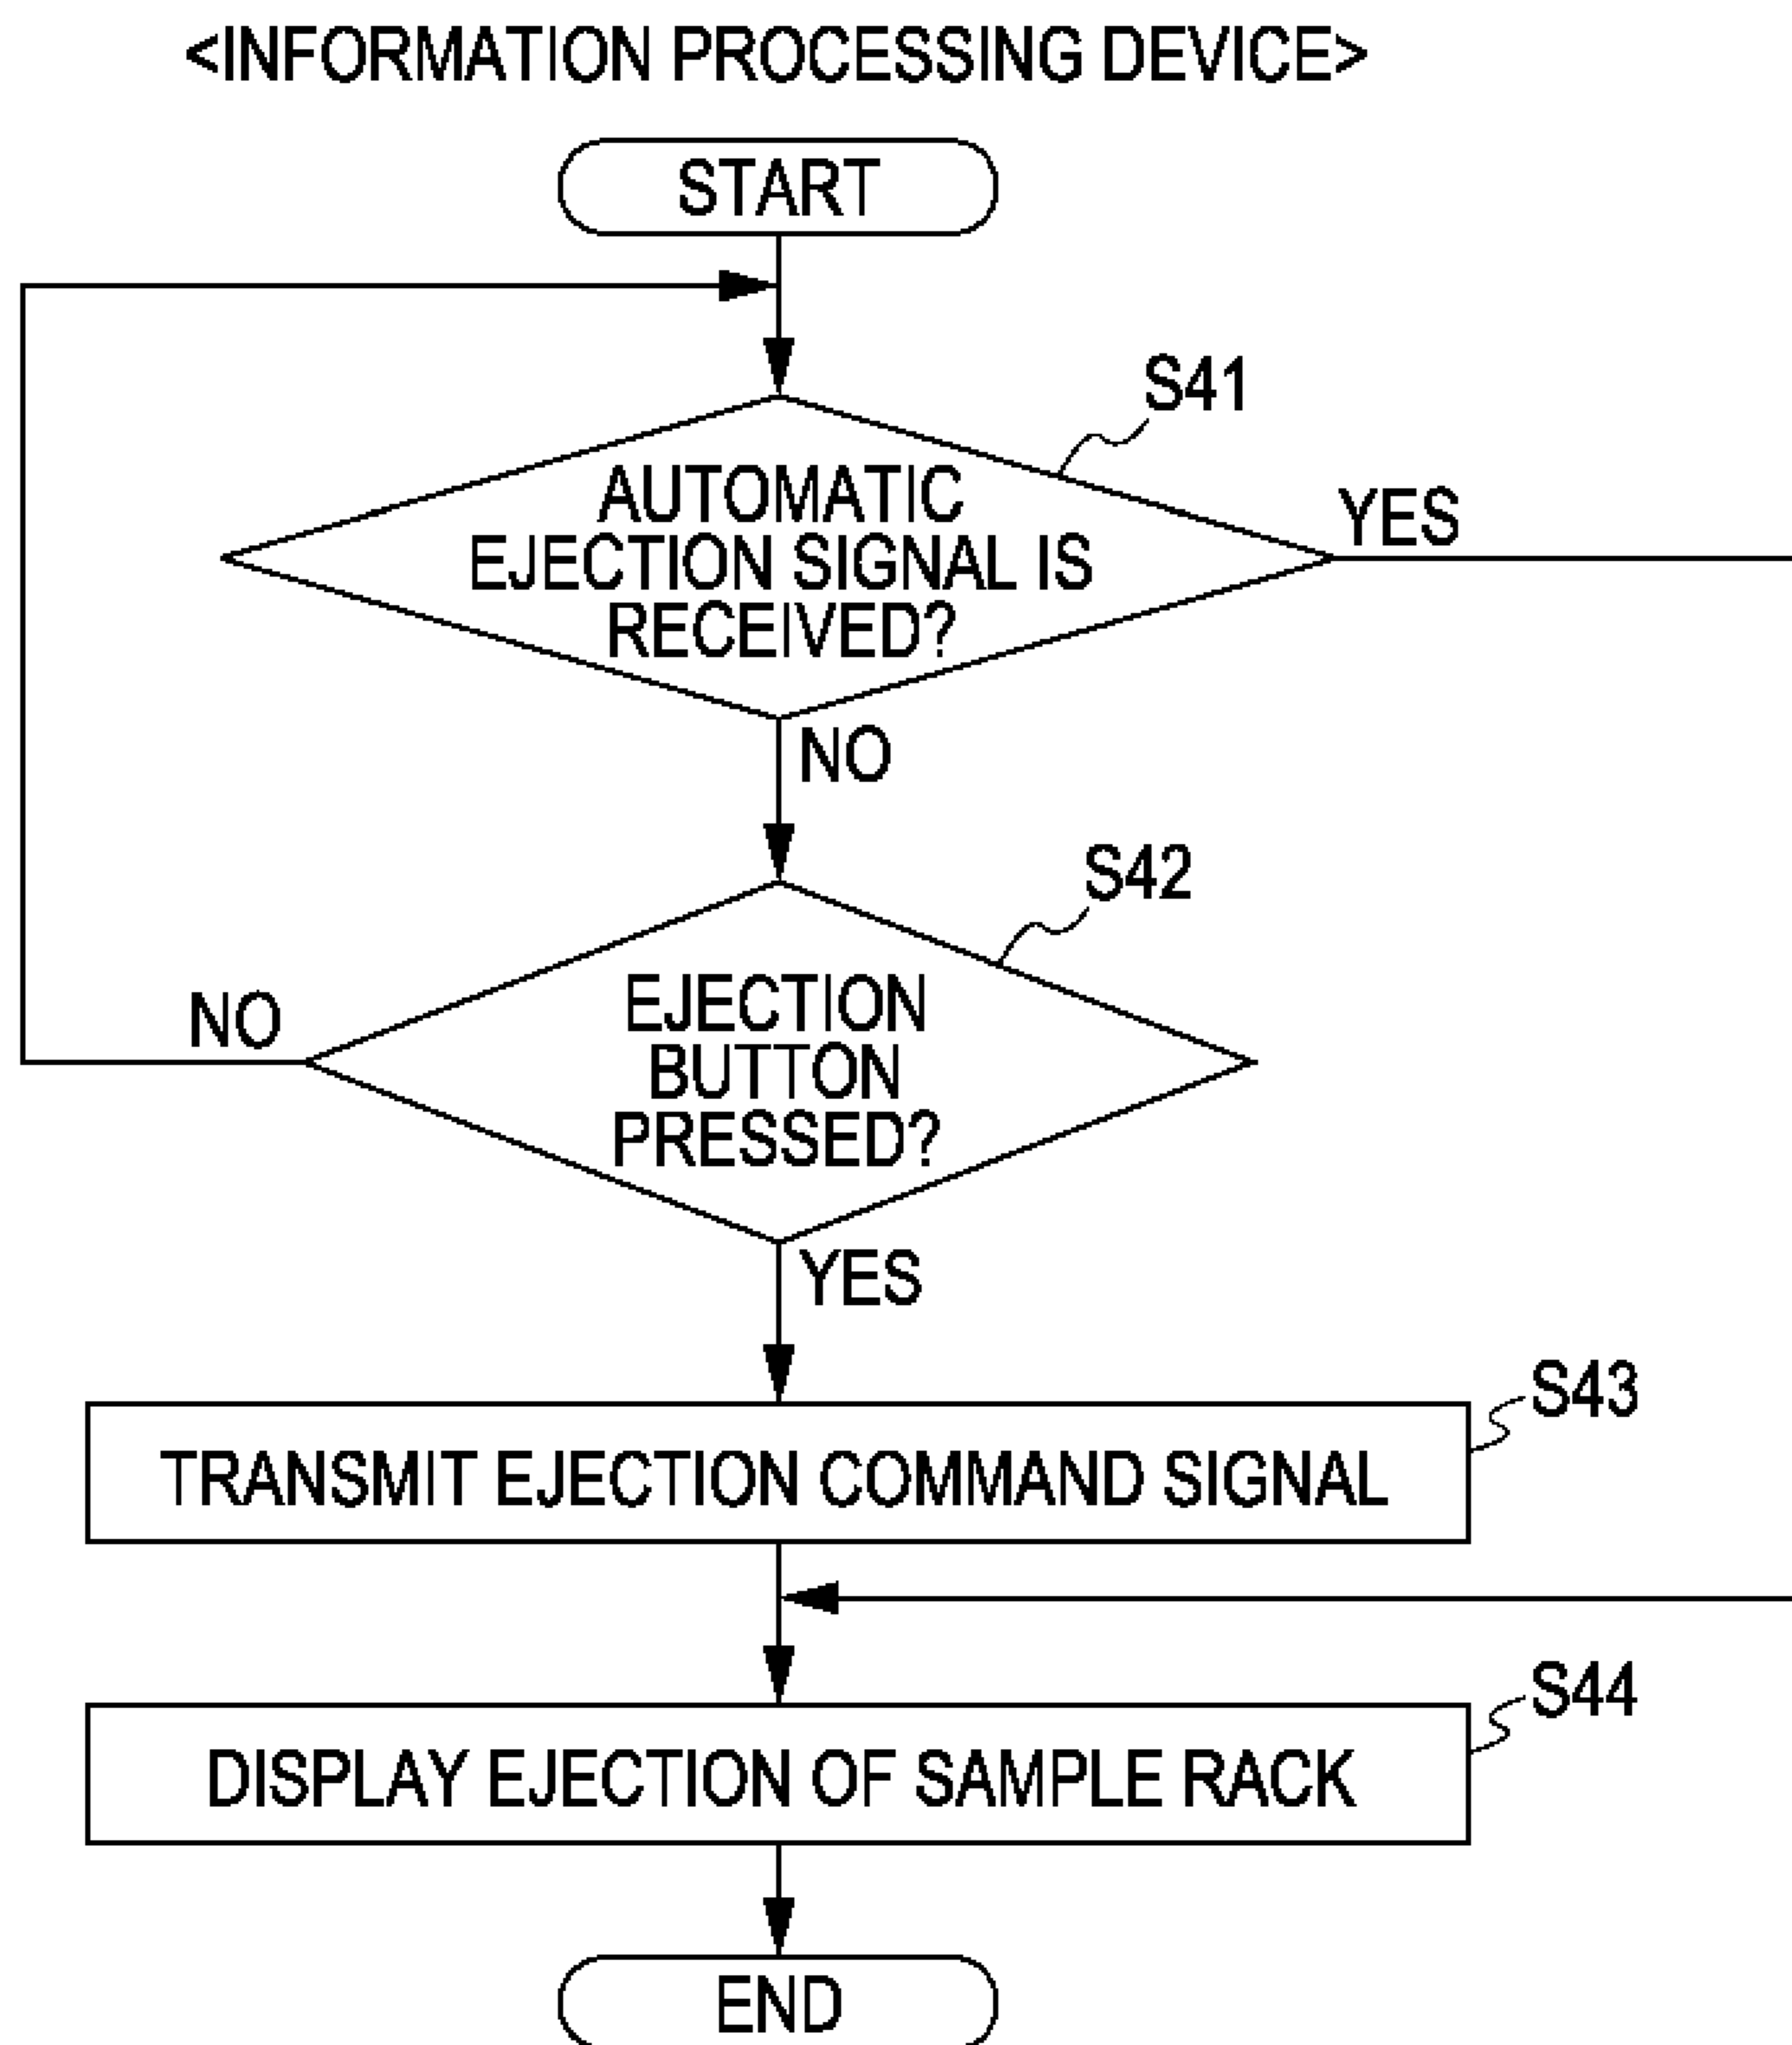 <INFORMATION PROCESSING DEVICE>
START
S41
AUTOMATIC
EJECTION SIGNAL IS
RECEIVED?
YES
NO
S42
EJECTION
BUTTON
PRESSED?
NO
YES
S43
TRANSMIT EJECTION COMMAND SIGNAL
S44
DISPLAY EJECTION OF SAMPLE RACK
END